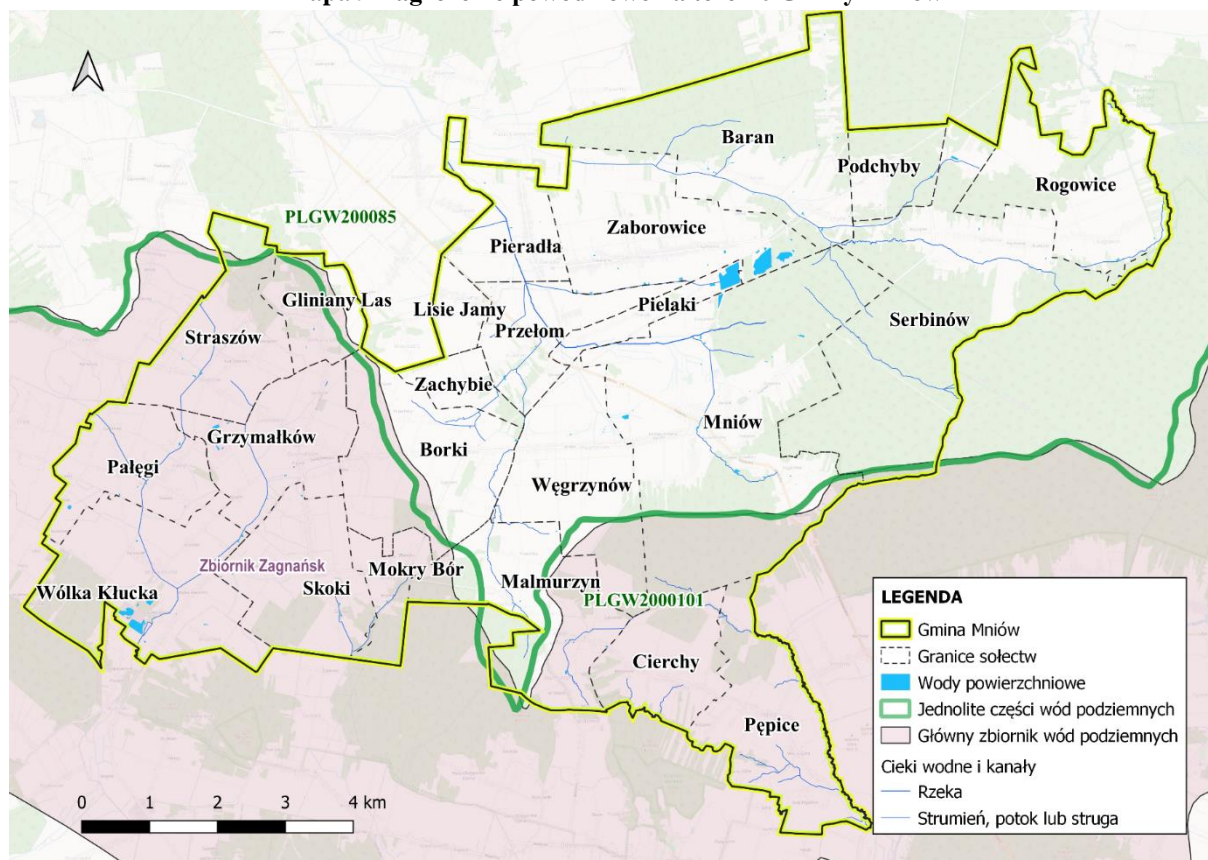 Baran
Podchyby
Rogowice
PLGW200085
Zaborowice
Pieradła
Gliniany Las
Lisie Jamy
Pielaki
Serbinów
Straszów
Przełom
Zachybie
Mniów
Grzymałków
Borki
Pałęgi
Węgrzynów
Zbiornik Zagnańsk
Mokry Bór
Skoki
Malmurzyn
Wólka Kłucka
PLGW2000101
Cierchy
Pępice
LEGENDA
Gmina Mniów
Granice sołectw
Wody powierzchniowe
Jednolite części wód podziemnych
Główny zbiornik wód podziemnych
Cieki wodne i kanały
Rzeka
Strumień, potok lub struga
0 1 2 3 4 km